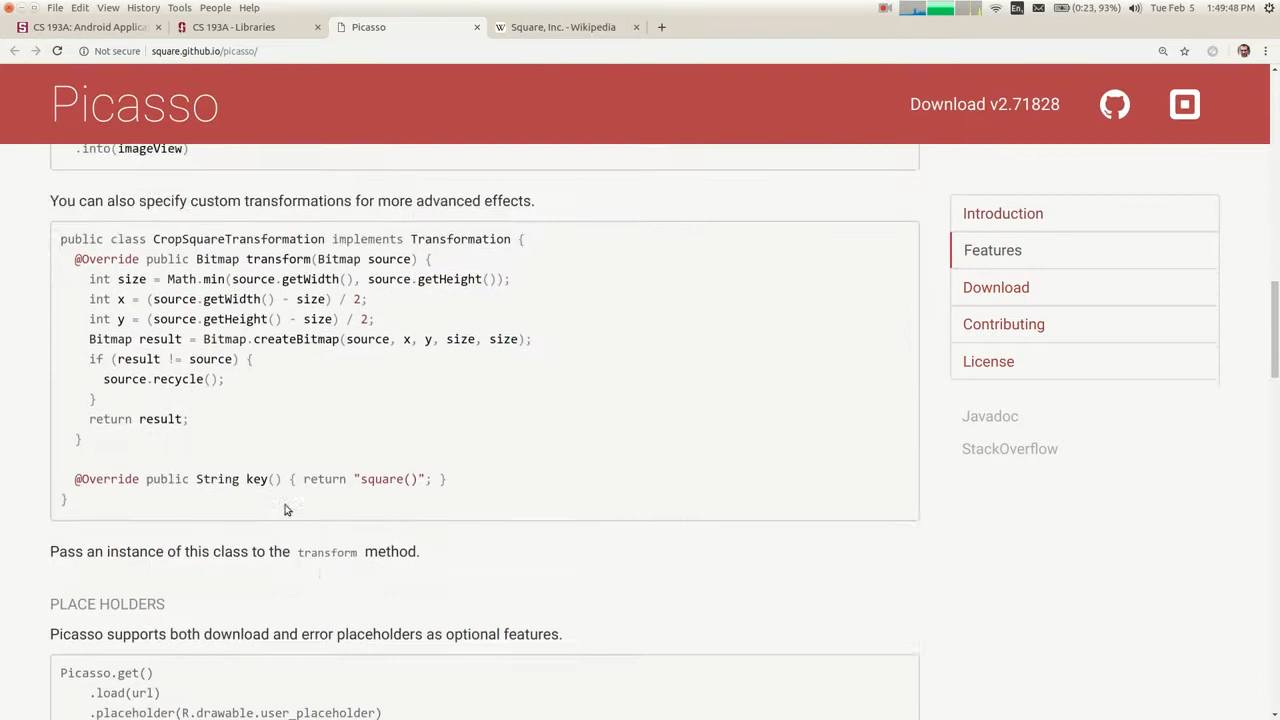 File Edit View History Tools People Help
En (0:23, 93%) Tue Feb 5 1:49:48 PM
CS 193A: Android Applica × CS 193A - Libraries × Picasso × W Square, Inc. - Wikipedia × +
Not secure square.github.io/picasso/
Picasso
Download v2.71828
.into(imageView)
You can also specify custom transformations for more advanced effects.
public class CropSquareTransformation implements Transformation {
@Override public Bitmap transform(Bitmap source) {
int size = Math.min(source.getWidth(), source.getHeight());
int x = (source.getWidth() - size) / 2;
int y = (source.getHeight() - size) / 2;
Bitmap result = Bitmap.createBitmap(source, x, y, size, size);
if (result != source) {
source.recycle();
}
return result;
}
@Override public String key() { return "square()"; }
}
Pass an instance of this class to the transform method.
PLACE HOLDERS
Picasso supports both download and error placeholders as optional features.
Picasso.get()
.load(url)
.placeholder(R.drawable.user_placeholder)
Introduction
Features
Download
Contributing
License
Javadoc
StackOverflow